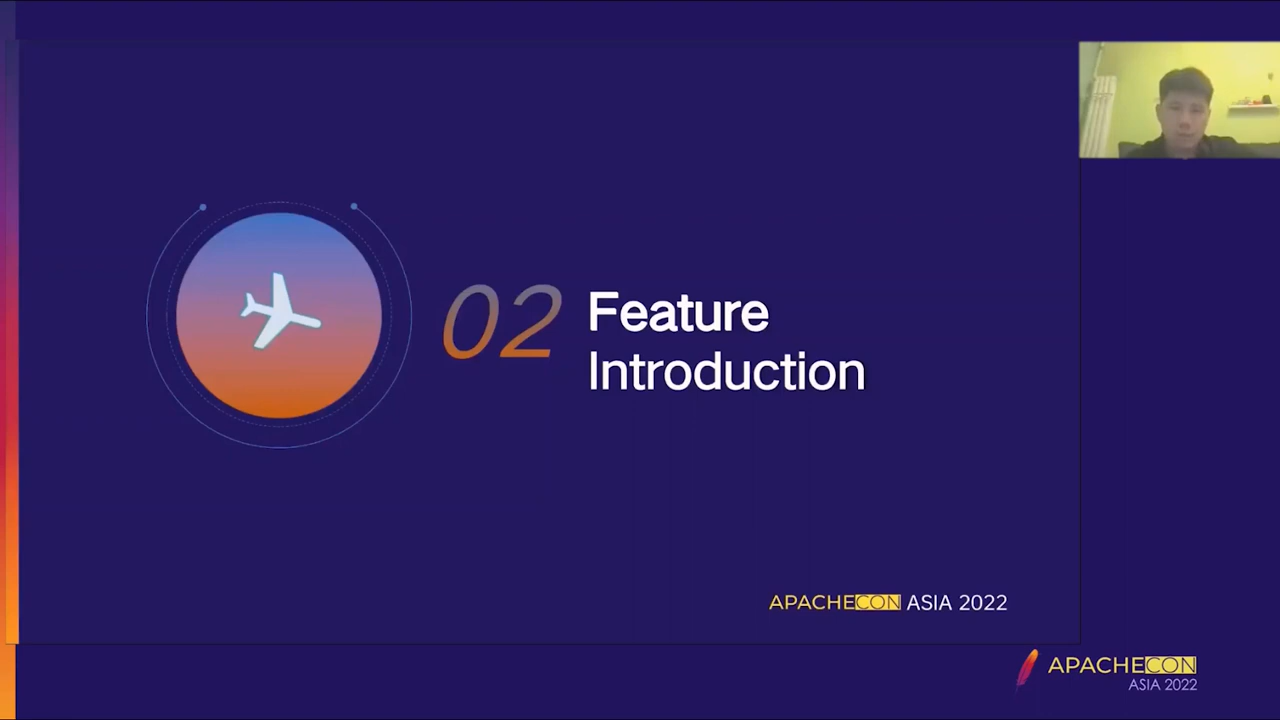 02
Feature
Introduction
APACHECON ASIA 2022
APACHECON
ASIA 2022